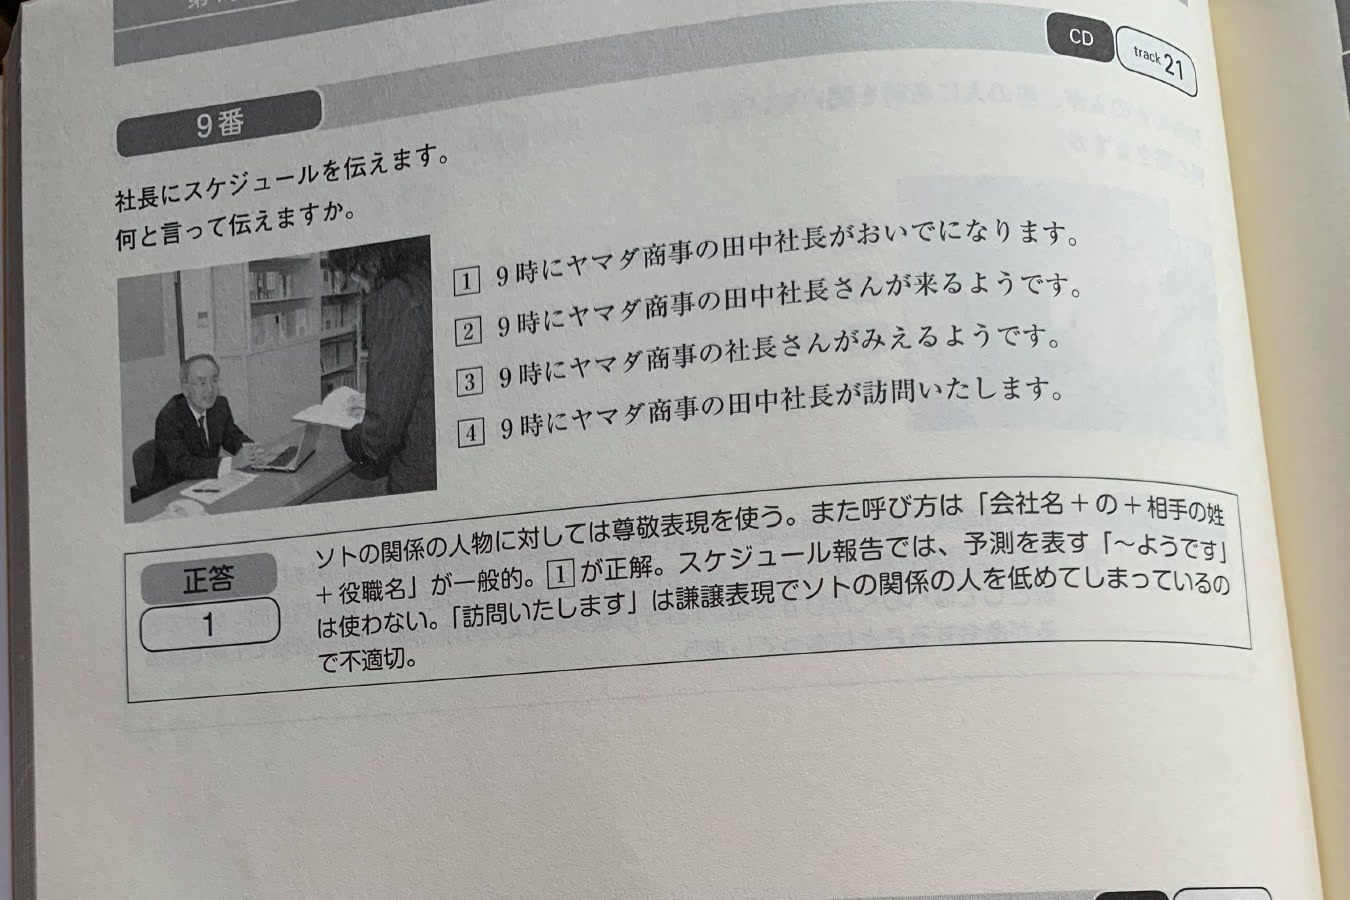 CD
track 21
9番
社長にスケジュールを伝えます。
何と言って伝えますか。
1 9時にヤマダ商事の田中社長がおいでになります。
2 9時にヤマダ商事の田中社長さんが来るようです。
3 9時にヤマダ商事の社長さんがみえるようです。
4 9時にヤマダ商事の田中社長が訪問いたします。
正答
1
ソトの関係の人物に対しては尊敬表現を使う。また呼び方は「会社名+の+相手の姓
+役職名」が一般的。1が正解。スケジュール報告では、予測を表す「~ようです」
は使わない。「訪問いたします」は謙譲表現でソトの関係の人を低めてしまっているの
で不適切。